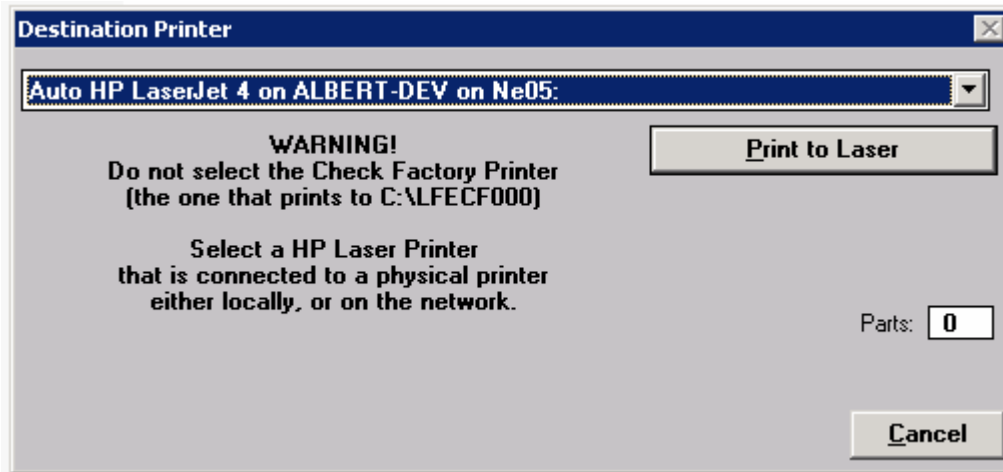 Destination Printer
Auto HP LaserJet 4 on ALBERT-DEV on Ne05:
WARNING!
Do not select the Check Factory Printer
(the one that prints to C:\LFECF000)
Print to Laser
Select a HP Laser Printer
that is connected to a physical printer
either locally, or on the network.
Parts: 0
Cancel